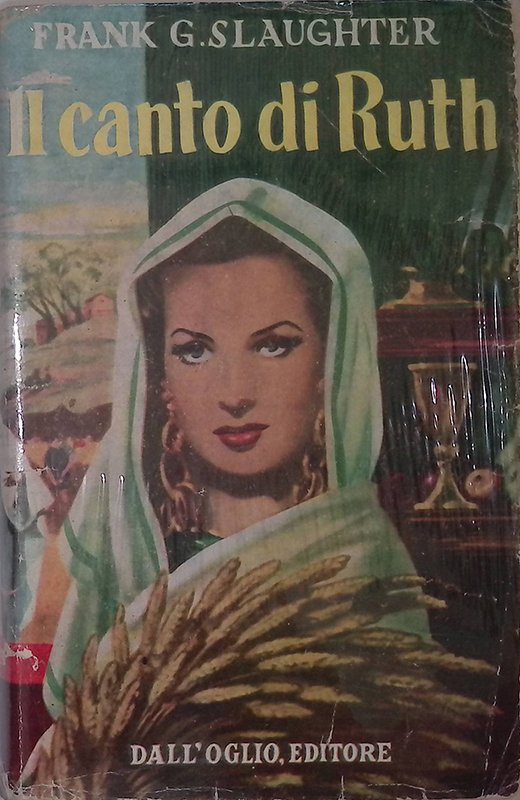 FRANK G. SLAUGHTER
Il canto di Ruth
DALL'OGLIO, EDITORE